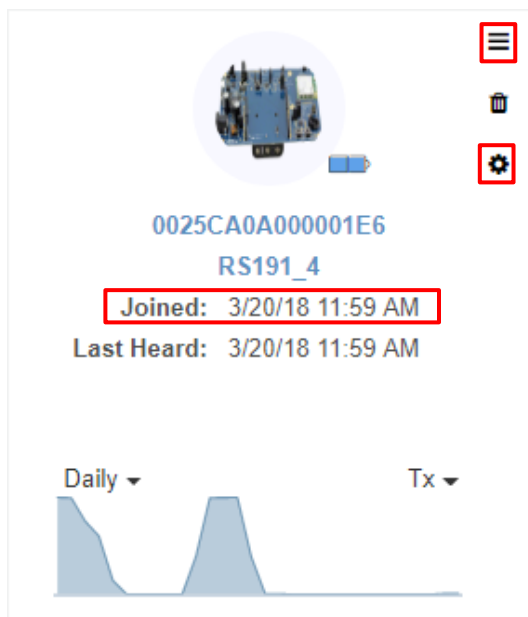 0025CA0A000001E6
RS191_4
Joined: 3/20/18 11:59 AM
Last Heard: 3/20/18 11:59 AM
Daily Tx